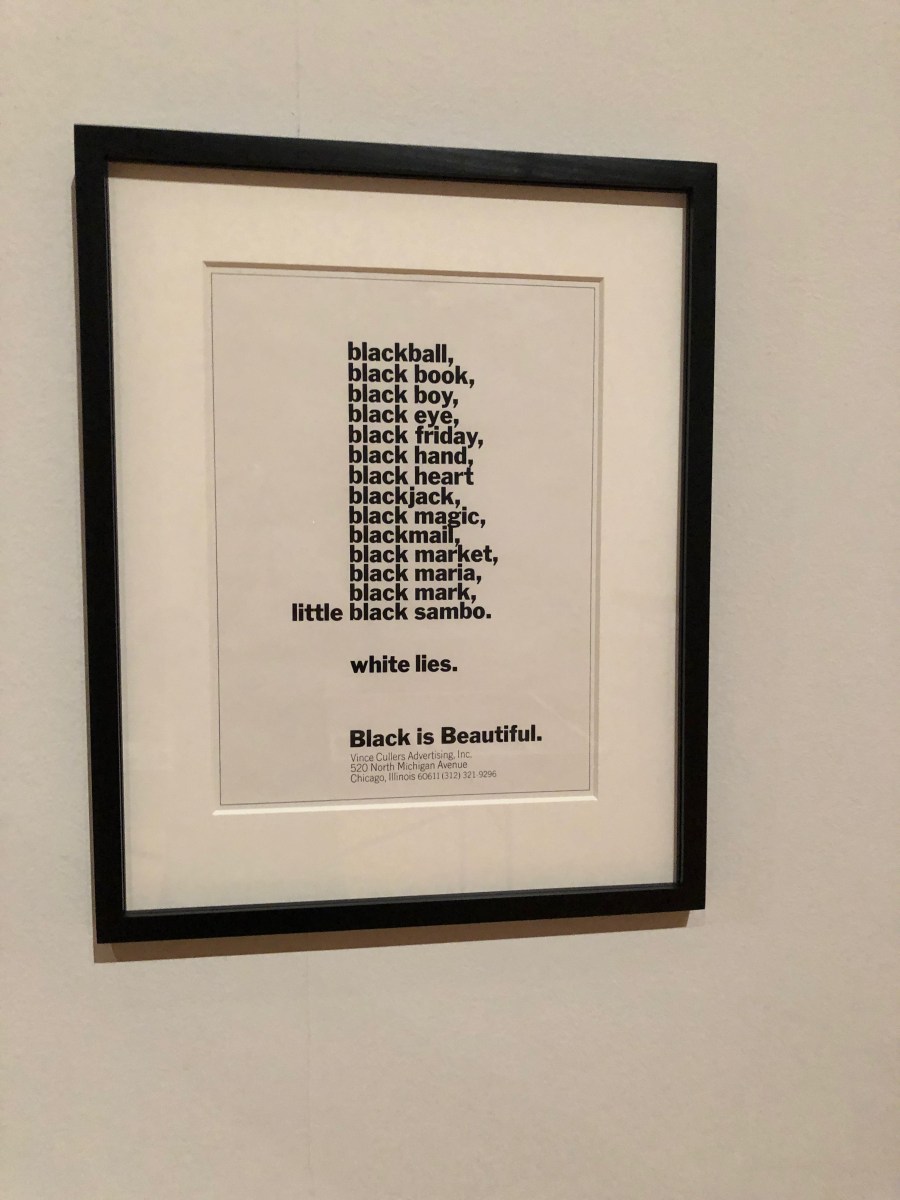 blackball,
black book,
black boy,
black eye,
black friday,
black hand,
black heart
blackjack,
black magic,
blackmail,
black market,
black maria,
black mark,
little black sambo.
white lies.
Black is Beautiful.
Vince Cullers Advertising, Inc.
520 North Michigan Avenue
Chicago, Illinois 60611 (312) 321-9296